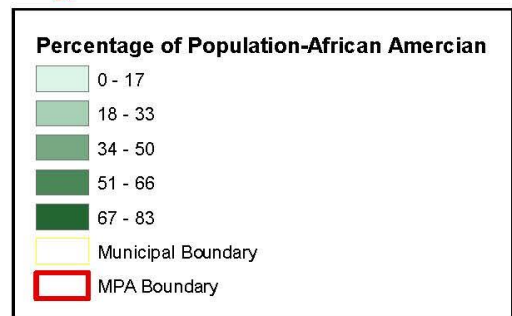 Percentage of Population-African Amercian
0 - 17
18 - 33
34 - 50
51 - 66
67 - 83
Municipal Boundary
MPA Boundary